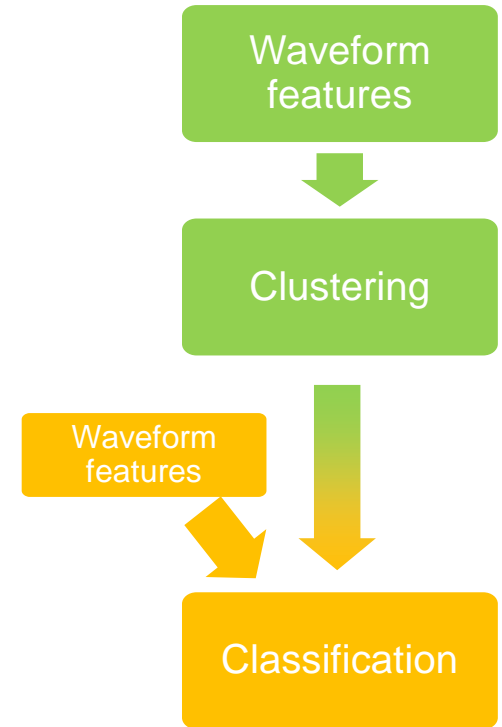 Waveform
features
Clustering
Waveform
features
Classification